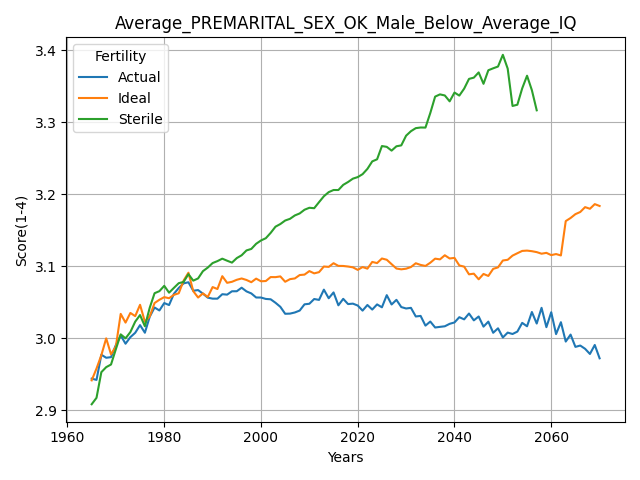 Average_PREMARITAL_SEX_OK_Male_Below_Average_IQ
Fertility
Actual
Ideal
Sterile
Score(1-4)
3.4
3.3
3.2
3.1
3.0
2.9
1960 1980 2000 2020 2040 2060
Years